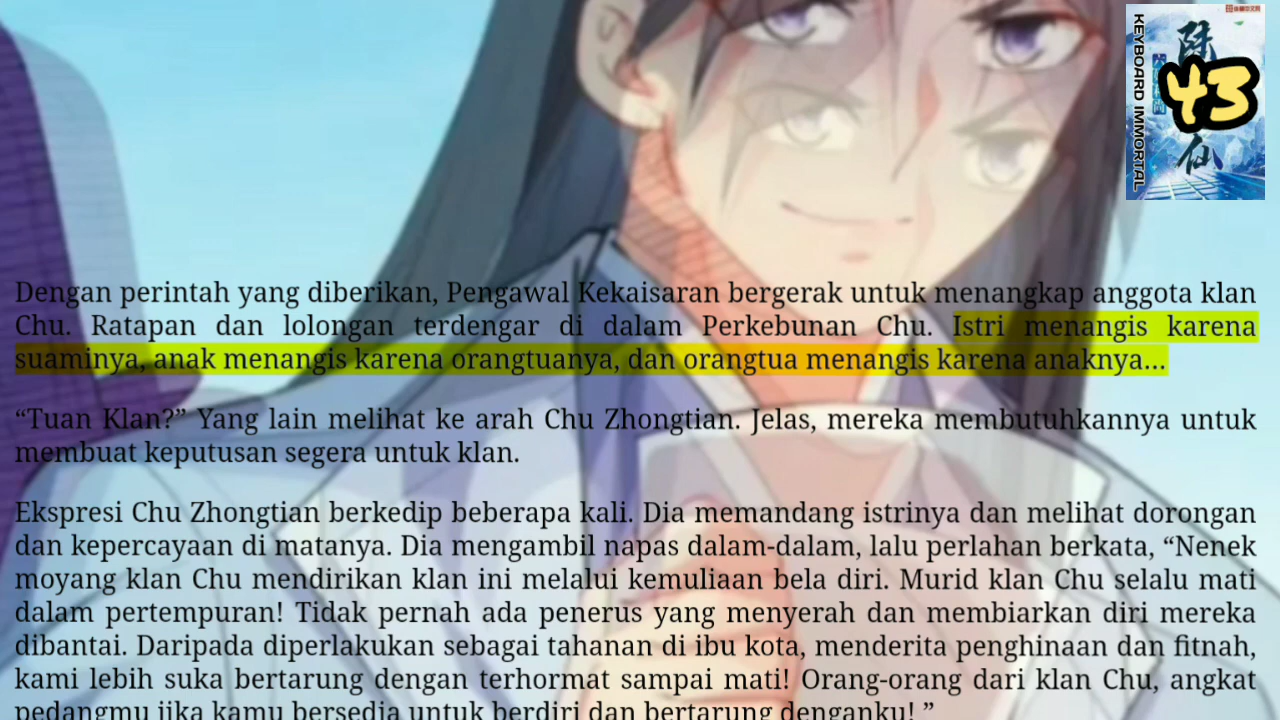 KEYBOARD IMMORTAL
43
仙
Dengan perintah yang diberikan, Pengawal Kekaisaran bergerak untuk menangkap anggota klan
Chu. Ratapan dan lolongan terdengar di dalam Perkebunan Chu. Istri menangis karena
suaminya, anak menangis karena orangtuanya, dan orangtua menangis karena anaknya...
“Tuan Klan?” Yang lain melihat ke arah Chu Zhongtian. Jelas, mereka membutuhkannya untuk
membuat keputusan segera untuk klan.
Ekspresi Chu Zhongtian berkedip beberapa kali. Dia memandang istrinya dan melihat dorongan
dan kepercayaan di matanya. Dia mengambil napas dalam-dalam, lalu perlahan berkata, “Nenek
moyang klan Chu mendirikan klan ini melalui kemuliaan bela diri. Murid klan Chu selalu mati
dalam pertempuran! Tidak pernah ada penerus yang menyerah dan membiarkan diri mereka
dibantai. Daripada diperlakukan sebagai tahanan di ibu kota, menderita penghinaan dan fitnah,
kami lebih suka bertarung dengan terhormat sampai mati! Orang-orang dari klan Chu, angkat
pedangmu jika kamu bersedia untuk berdiri dan bertarung denganku! ”